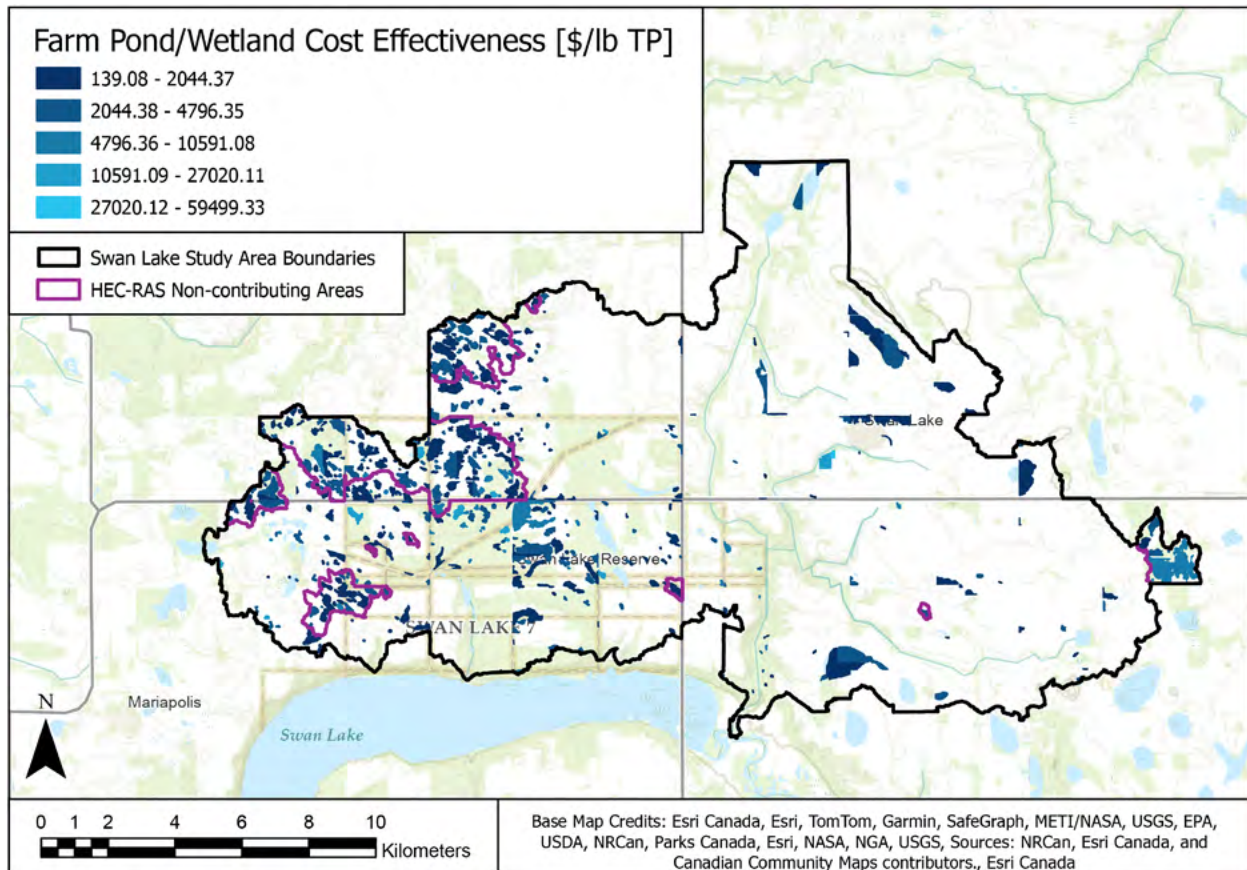 Farm Pond/Wetland Cost Effectiveness [$/lb TP]
139.08 - 2044.37
2044.38 - 4796.35
4796.36 - 10591.08
10591.09 - 27020.11
27020.12 - 59499.33
Swan Lake Study Area Boundaries
HEC-RAS Non-contributing Areas
Swan Lake
Swan Lake Reserve
SWAN LAKE 7
Mariapolis
Swan Lake
N
0 1 2 4 6 8 10
Kilometers
Base Map Credits: Esri Canada, Esri, TomTom, Garmin, SafeGraph, METI/NASA, USGS, EPA,
USDA, NRCan, Parks Canada, Esri, NASA, NGA, USGS, Sources: NRCan, Esri Canada, and
Canadian Community Maps contributors., Esri Canada